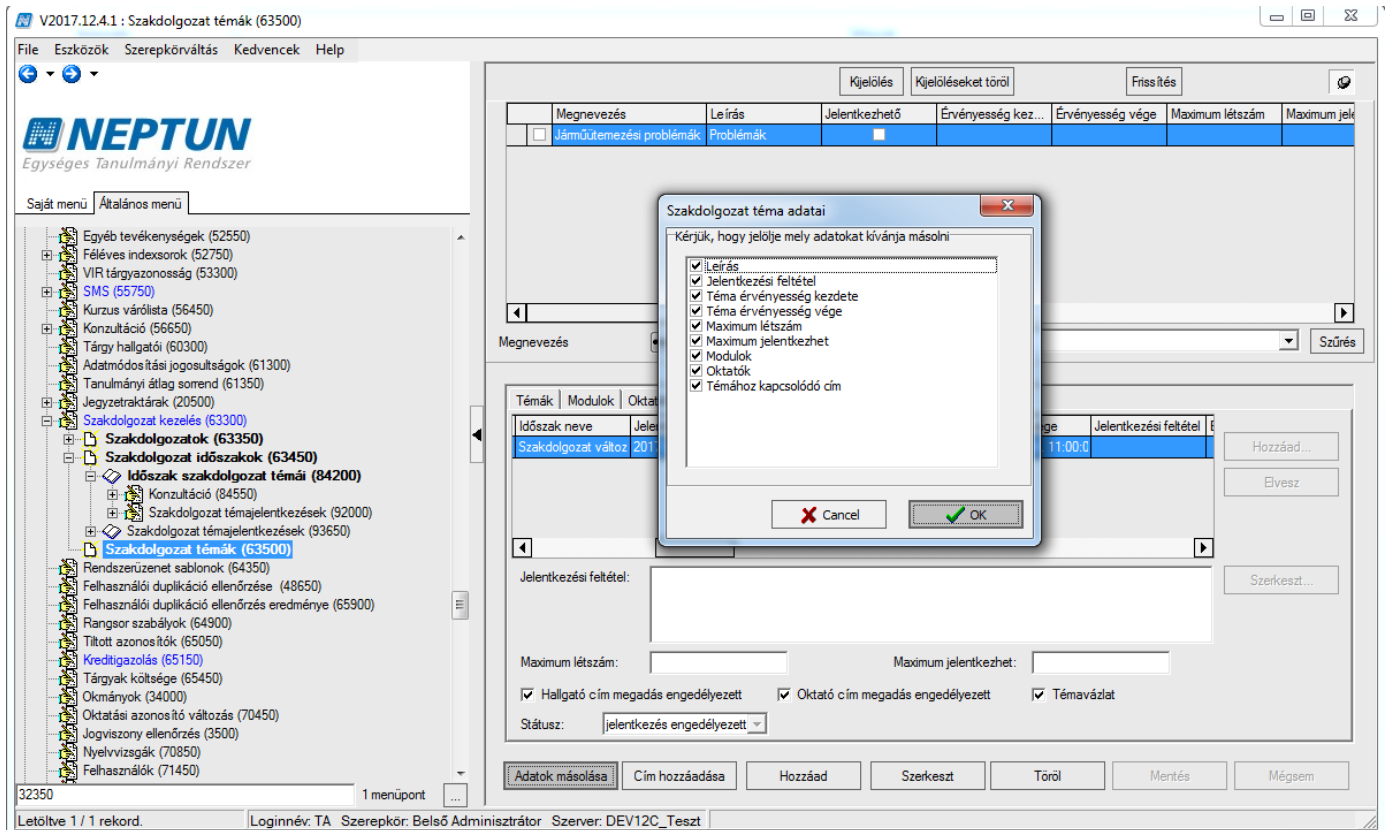 V2017.12.4.1 : Szakdolgozat témák (63500)
File Eszközök Szerepkörváltás Kedvencek Help
NEPTUN
Egységes Tanulmányi Rendszer
Saját menü Általános menü
Egyéb tevékenységek (52550)
Féléves indexsorok (52750)
VIR tárgyazonosság (53300)
SMS (55750)
Kurzus várólista (56450)
Konzultáció (56650)
Tárgy hallgatói (60300)
Adatmódosítási jogosultságok (61300)
Tanulmányi átlag sorrend (61350)
Jegyzetraktárak (20500)
Szakdolgozat kezelés (63300)
Szakdolgozatok (63350)
Szakdolgozat időszakok (63450)
Időszak szakdolgozat témái (84200)
Konzultáció (84550)
Szakdolgozat témajelentkezések (92000)
Szakdolgozat témajelentkezések (93650)
Szakdolgozat témák (63500)
Rendszerüzenet sablonok (64350)
Felhasználói duplikáció ellenőrzése (48650)
Felhasználói duplikáció ellenőrzés eredménye (65900)
Rangsor szabályok (64900)
Tiltott azonosítók (65050)
Kreditigazolás (65150)
Tárgyak költsége (65450)
Okmányok (34000)
Oktatási azonosító változás (70450)
Jogviszony ellenőrzés (3500)
Nyelvvizsgák (70850)
Felhasználók (71450)
32350 1 menüpont ...
Kijelölés Kijelöléseket töröl Frissítés
Megnevezés Leírás Jelentkezhető Érvényesség kez... Érvényesség vége Maximum létszám Maximum jele
Járműütemezési problémák Problémák
Megnevezés Szűrés
Szakdolgozat téma adatai
Kérjük, hogy jelölje mely adatokat kívánja másolni
Leírás
Jelentkezési feltétel
Téma érvényesség kezdete
Téma érvényesség vége
Maximum létszám
Maximum jelentkezhet
Modulok
Oktatók
Témához kapcsolódó cím
Cancel OK
Témák Modulok Oktat
Időszak neve Jele ge Jelentkezési feltétel
Szakdolgozat változ 2017 11:00:0
Hozzáad...
Elvesz
Jelentkezési feltétel:
Szerkeszt...
Maximum létszám: Maximum jelentkezhet:
Hallgató cím megadás engedélyezett Oktató cím megadás engedélyezett Témavázlat
Státusz: jelentkezés engedélyezett
Adatok másolása Cím hozzáadása Hozzáad Szerkeszt Töröl Mentés Mégsem
Letöltve 1 / 1 rekord. Loginnév: TA Szerepkör: Belső Adminisztrátor Szerver: DEV12C_Teszt